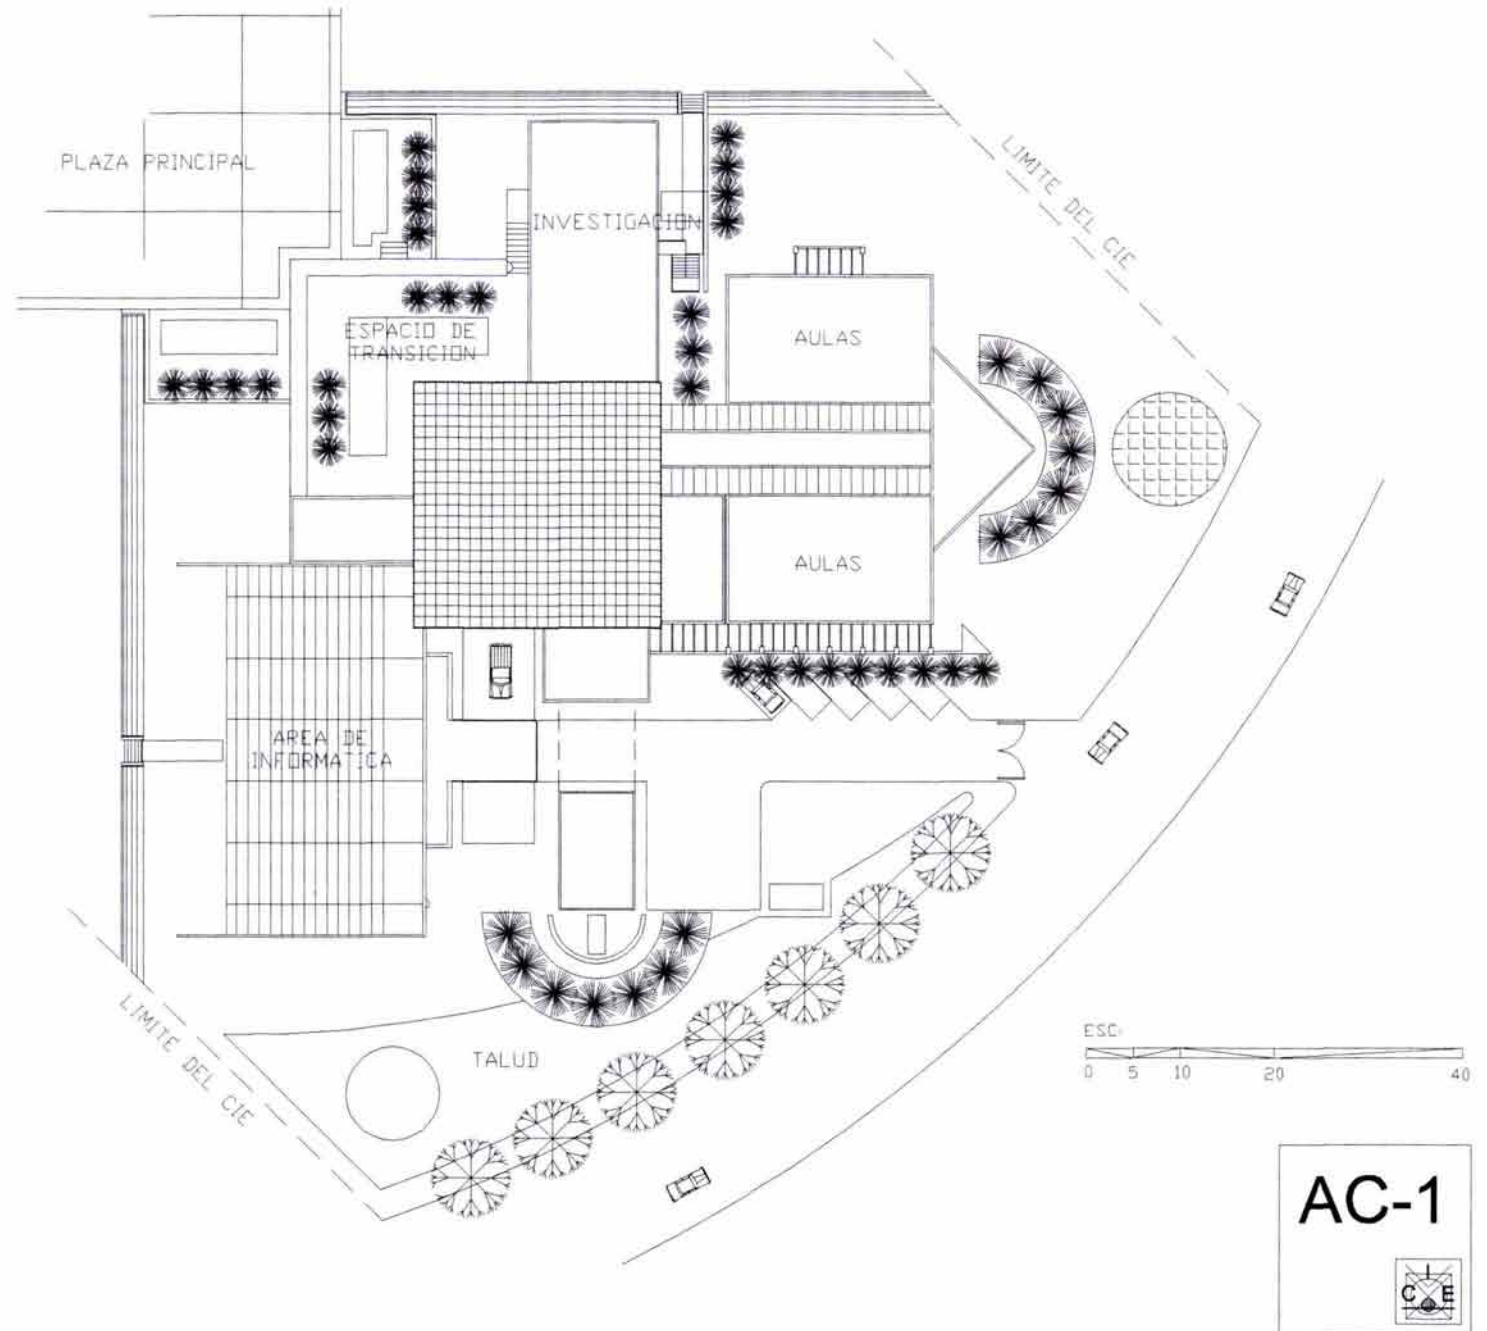 PLAZA PRINCIPAL
INVESTIGACION
LIMITE DEL CIE
ESPACIO DE
TRANSICION
AULAS
AULAS
AREA DE
INFORMATICA
LIMITE DEL CIE
TALUD
ESC:
0 5 10 20 40
AC-1
I
C E